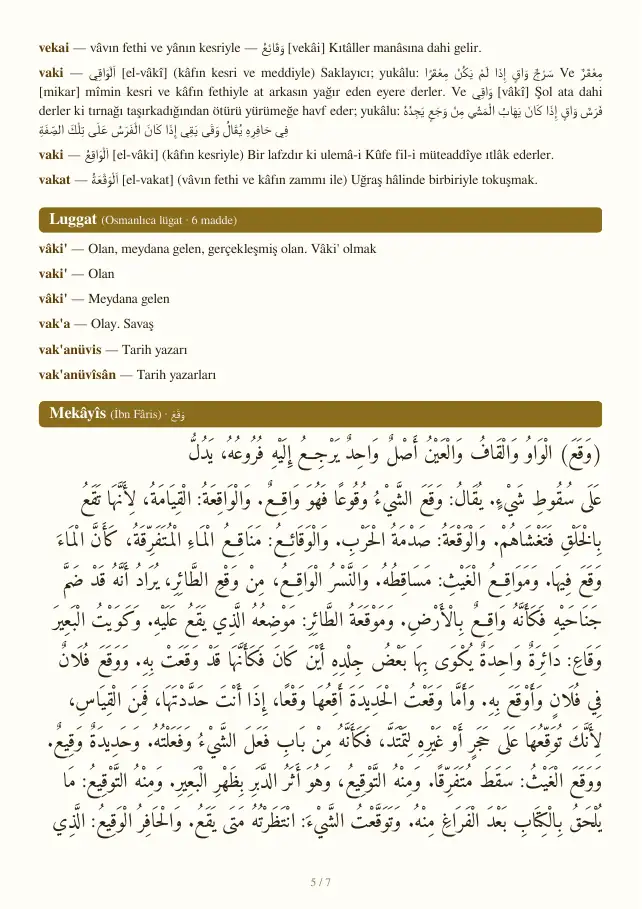 vekai — vâvın fethi ve yânın kesriyle — وَقَائِعُ [vekâi] Kıtâller manâsına dahi gelir.
vaki — اَلْوَاقِي [el-vâkî] (kâfın kesri ve meddiyle) Saklayıcı; yukâlu: سَرْجٌ وَاقٍ إِذَا لَمْ يَكُنْ مِعْقَرًا Ve مِعْقَرٌ
[mikar] mîmin kesri ve kâfın fethiyle at arkasın yağır eden eyere derler. Ve وَاقِي [vâkî] Şol ata dahi
derler ki tırnağı taşırkadığından ötürü yürümeğe havf eder; yukâlu: فَرَسٌ وَاقٍ إِذَا كَانَ يَهَابُ الْمَشْيَ مِنْ وَجَعٍ يَجِدُهُ
فِي حَافِرِهِ يُقَالُ وَقَى يَقِي إِذَا كَانَ الْفَرَسُ عَلَى تِلْكَ الصِّفَةِ
vaki — اَلْوَاقِعُ [el-vâki] (kâfın kesriyle) Bir lafzdır ki ulemâ-i Kûfe fil-i müteaddîye ıtlâk ederler.
vakat — اَلْوَقَعَةُ [el-vakat] (vâvın fethi ve kâfın zammı ile) Uğraş hâlinde birbiriyle tokuşmak.
Luggat (Osmanlıca lügat · 6 madde)
vâki' — Olan, meydana gelen, gerçekleşmiş olan. Vâki' olmak
vaki' — Olan
vâki' — Meydana gelen
vak'a — Olay. Savaş
vak'anüvis — Tarih yazarı
vak'anüvîsân — Tarih yazarları
Mekâyîs (İbn Fâris) · وَقَعَ
(وَقَعَ) الْوَاوُ وَالْقَافُ وَالْعَيْنُ أَصْلٌ وَاحِدٌ يَرْجِعُ إِلَيْهِ فُرُوعُهُ، يَدُلُّ
عَلَى سُقُوطِ شَيْءٍ. يُقَالُ: وَقَعَ الشَّيْءُ وُقُوعًا فَهُوَ وَاقِعٌ. وَالْوَاقِعَةُ: الْقِيَامَةُ، لِأَنَّهَا تَقَعُ
بِالْخَلْقِ فَتَغْشَاهُمْ. وَالْوَقْعَةُ: صَدْمَةُ الْحَرْبِ. وَالْوَقَائِعُ: مَنَاقِعُ الْمَاءِ الْمُتَفَرِّقَةُ، كَأَنَّ الْمَاءَ
وَقَعَ فِيهَا. وَمَوَاقِعُ الْغَيْثِ: مَسَاقِطُهُ. وَالنَّسْرُ الْوَاقِعُ، مِنْ وَقْعِ الطَّائِرِ، يُرَادُ أَنَّهُ قَدْ ضَمَّ
جَنَاحَيْهِ فَكَأَنَّهُ وَاقِعٌ بِالْأَرْضِ. وَمَوْقَعَةُ الطَّائِرِ: مَوْضِعُهُ الَّذِي يَقَعُ عَلَيْهِ. وَكَوَيْتُ الْبَعِيرَ
وَقَاعِ: دَائِرَةٌ وَاحِدَةٌ يُكْوَى بِهَا بَعْضُ جِلْدِهِ أَيْنَ كَانَ فَكَأَنَّهَا قَدْ وَقَعَتْ بِهِ. وَوَقَعَ فُلَانٌ
فِي فُلَانٍ وَأَوْقَعَ بِهِ. وَأَمَّا وَقَعْتُ الْحَدِيدَةَ أَقَعُهَا وَقْعًا، إِذَا أَنْتَ حَدَّدْتَهَا، فَمِنَ الْقِيَاسِ،
لِأَنَّكَ تُوَقِّعُهَا عَلَى حَجَرٍ أَوْ غَيْرِهِ لِتَمْتَدَّ، فَكَأَنَّهُ مِنْ بَابِ فَعَلَ الشَّيْءُ وَفَعَلْتُهُ. وَحَدِيدَةٌ وَقِيعٌ.
وَوَقَعَ الْغَيْثُ: سَقَطَ مُتَفَرِّقًا. وَمِنْهُ التَّوْقِيعُ، وَهُوَ أَثَرُ الدَّبَرِ بِظَهْرِ الْبَعِيرِ. وَمِنْهُ التَّوْقِيعُ: مَا
يُلْحَقُ بِالْكِتَابِ بَعْدَ الْفَرَاغِ مِنْهُ. وَتَوَقَّعْتُ الشَّيْءَ: انْتَظَرْتُهُ مَتَى يَقَعُ. وَالْحَافِرُ الْوَقِيعُ: الَّذِي
5 / 7